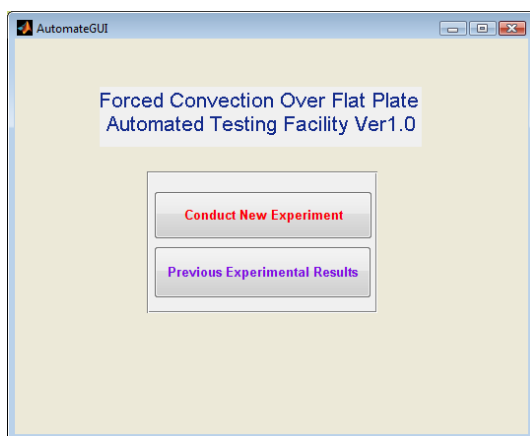 AutomateGUI
Forced Convection Over Flat Plate
Automated Testing Facility Ver1.0
Conduct New Experiment
Previous Experimental Results